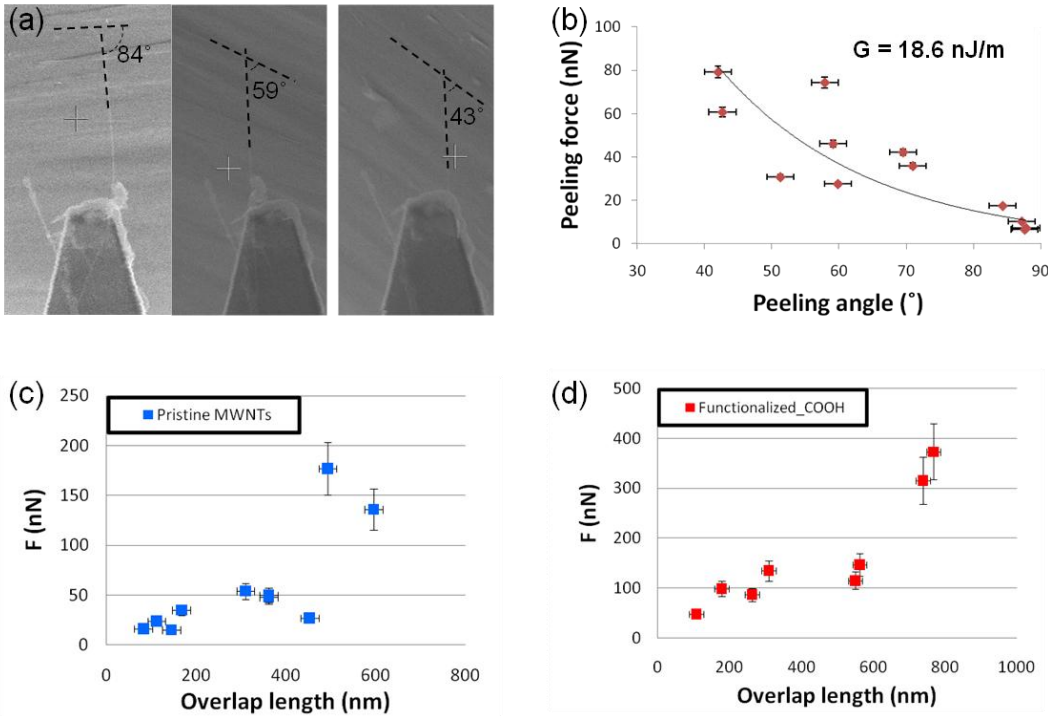 (a)
84°
59°
43°
(b)
G = 18.6 nJ/m
Peeling force (nN)
100
80
60
40
20
0
30 40 50 60 70 80 90
Peeling angle (°)
(c)
Pristine MWNTs
F (nN)
250
200
150
100
50
0
0 200 400 600 800
Overlap length (nm)
(d)
Functionalized_COOH
F (nN)
500
400
300
200
100
0
0 200 400 600 800 1000
Overlap length (nm)